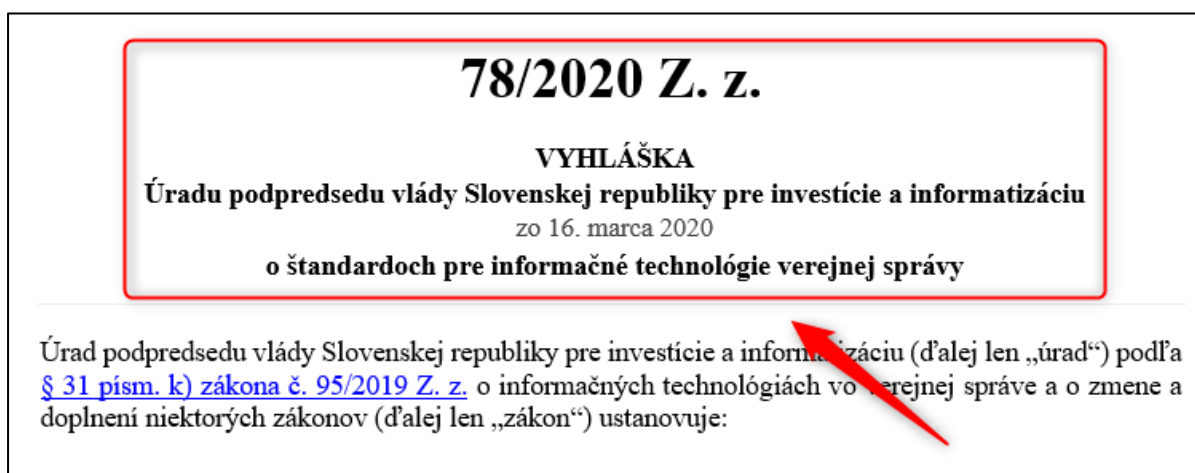 78/2020 Z. z.
VYHLÁŠKA
Úradu podpredsedu vlády Slovenskej republiky pre investície a informatizáciu
zo 16. marca 2020
o štandardoch pre informačné technológie verejnej správy
Úrad podpredsedu vlády Slovenskej republiky pre investície a informatizáciu (ďalej len „úrad“) podľa
§ 31 písm. k) zákona č. 95/2019 Z. z. o informačných technológiách vo verejnej správe a o zmene a
doplnení niektorých zákonov (ďalej len „zákon“) ustanovuje: